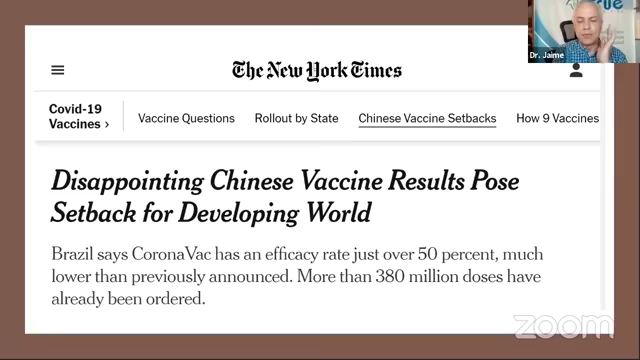 True
Dr. Jaime
The New York Times
Covid-19
Vaccines ›
Vaccine Questions
Rollout by State
Chinese Vaccine Setbacks
How 9 Vaccines
Disappointing Chinese Vaccine Results Pose
Setback for Developing World
Brazil says CoronaVac has an efficacy rate just over 50 percent, much
lower than previously announced. More than 380 million doses have
already been ordered.
zoom